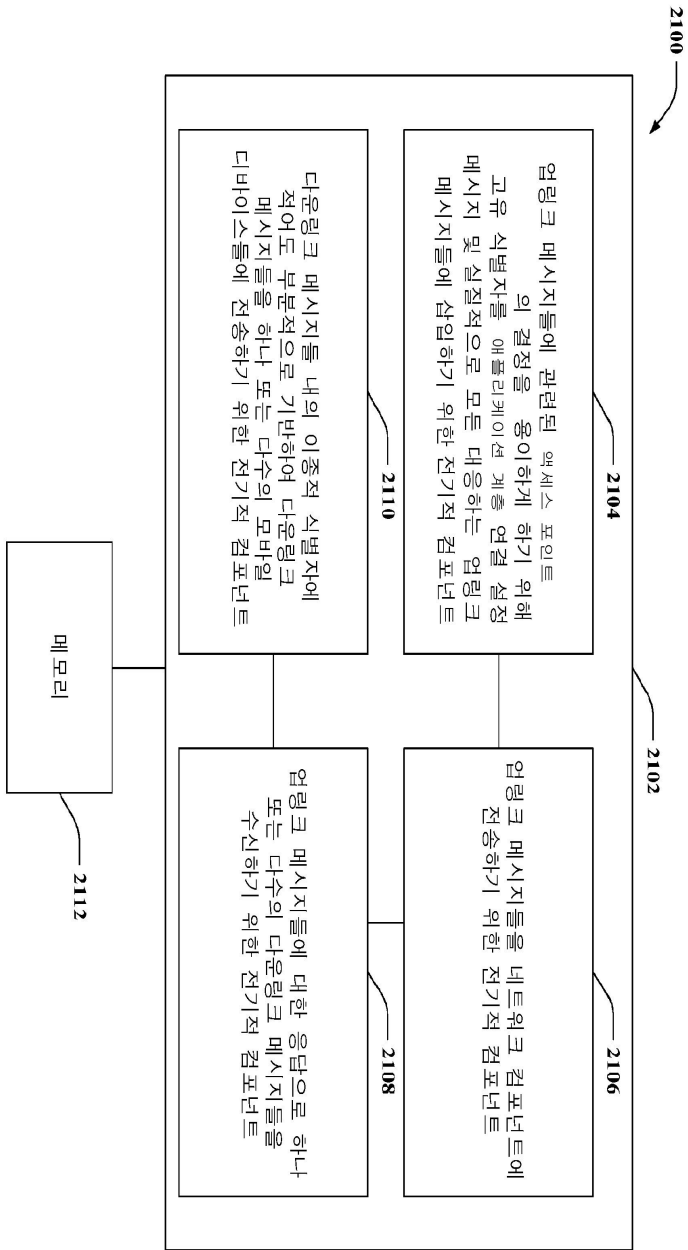 2100
2102
2104
업링크 메시지들에 관련된 액세스 포인트
의 결정을 용이하게 하기 위해
고유 식별자를 애플리케이션 계층 연결 설정
메시지 및 실질적으로 모든 대응하는 업링크
메시지들에 삽입하기 위한 전기적 컴포넌트
2106
업링크 메시지들을 네트워크 컴포넌트에
전송하기 위한 전기적 컴포넌트
2110
다운링크 메시지들 내의 이종적 식별자에
적어도 부분적으로 기반하여 다운링크
메시지들을 하나 또는 다수의 모바일
디바이스들에 전송하기 위한 전기적 컴포넌트
2108
업링크 메시지들에 대한 응답으로 하나
또는 다수의 다운링크 메시지들을
수신하기 위한 전기적 컴포넌트
메모리
2112